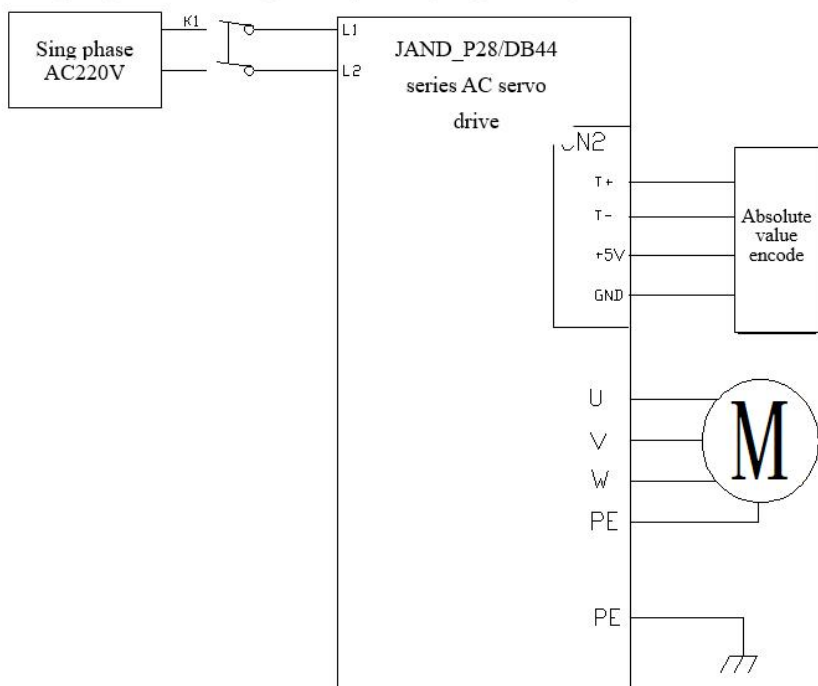 K1
Sing phase
AC220V
L1
L2
JAND_P28/DB44
series AC servo
drive
CN2
T+
T-
+5V
GND
Absolute
value
encode
U
V
W
PE
M
PE